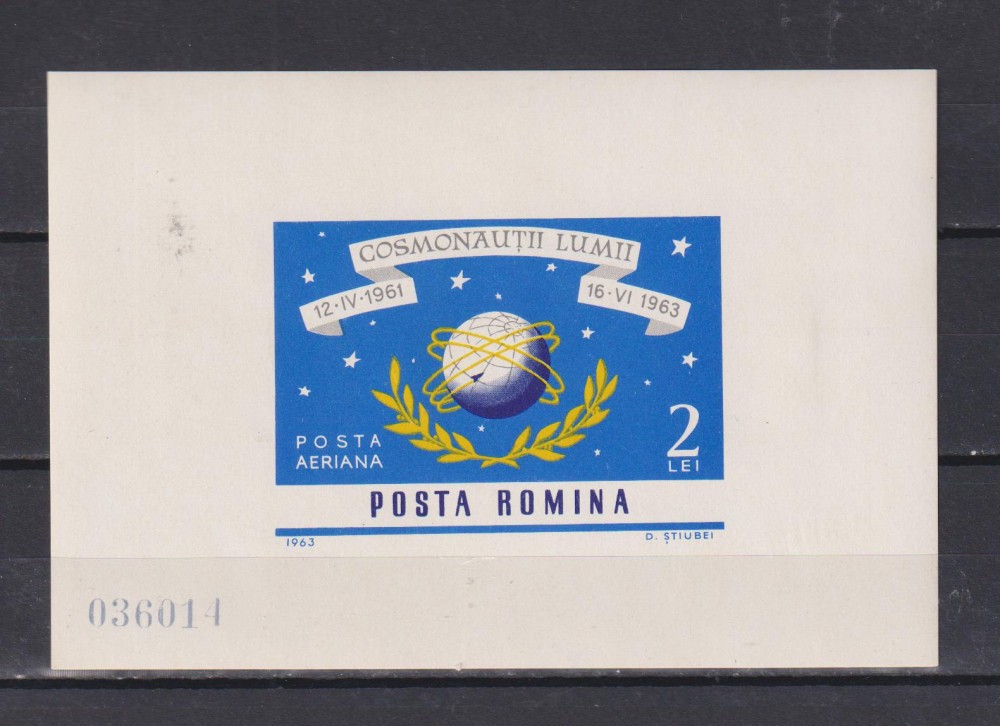 COSMONAUȚII LUMII
12·IV·1961
16·VI 1963
POSTA
AERIANA
2
LEI
POSTA ROMINA
1963
D. ȘTIUBEI
036014